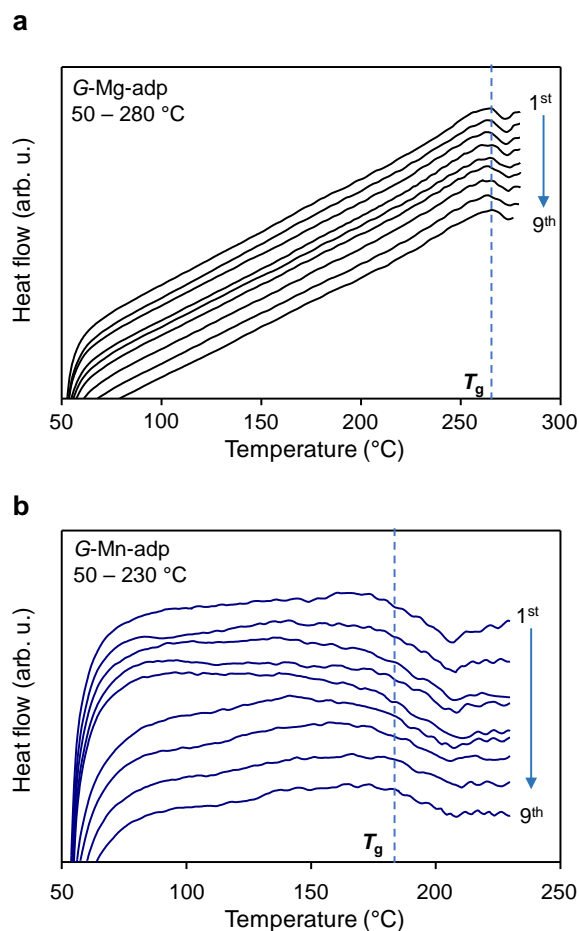 a
G-Mg-adp
50 – 280 °C
1st
9th
Tg
Heat flow (arb. u.)
50 100 150 200 250 300
Temperature (°C)
b
G-Mn-adp
50 – 230 °C
1st
9th
Tg
Heat flow (arb. u.)
50 100 150 200 250
Temperature (°C)